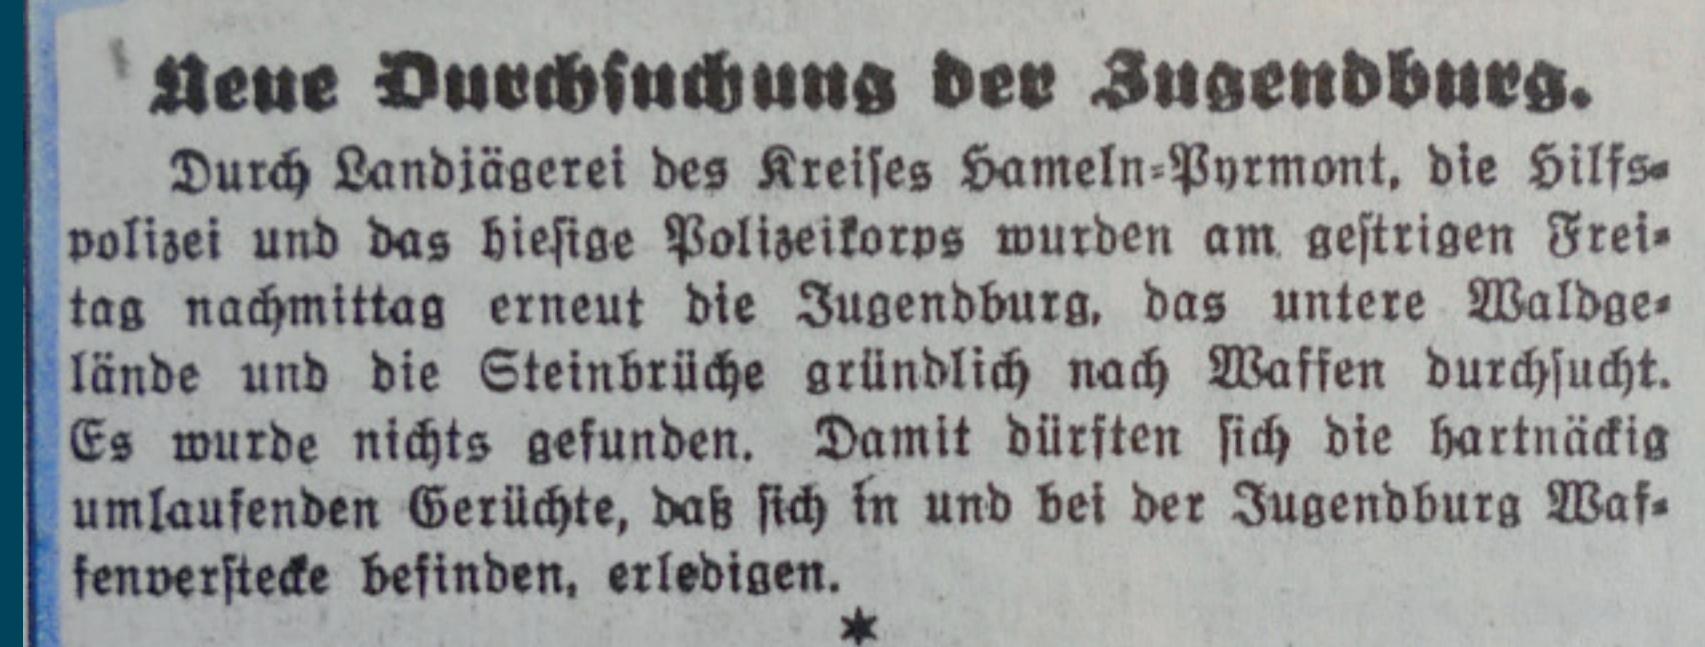 Neue Durchsuchung der Jugendburg.
Durch Landjägerei des Kreises Hameln-Pyrmont, die Hilfs-
polizei und das hiesige Polizeikorps wurden am gestrigen Frei-
tag nachmittag erneut die Jugendburg, das untere Waldge-
lände und die Steinbrüche gründlich nach Waffen durchsucht.
Es wurde nichts gefunden. Damit dürften sich die hartnäckig
umlaufenden Gerüchte, daß sich in und bei der Jugendburg Waf-
fenverstecke befinden, erledigen.
*